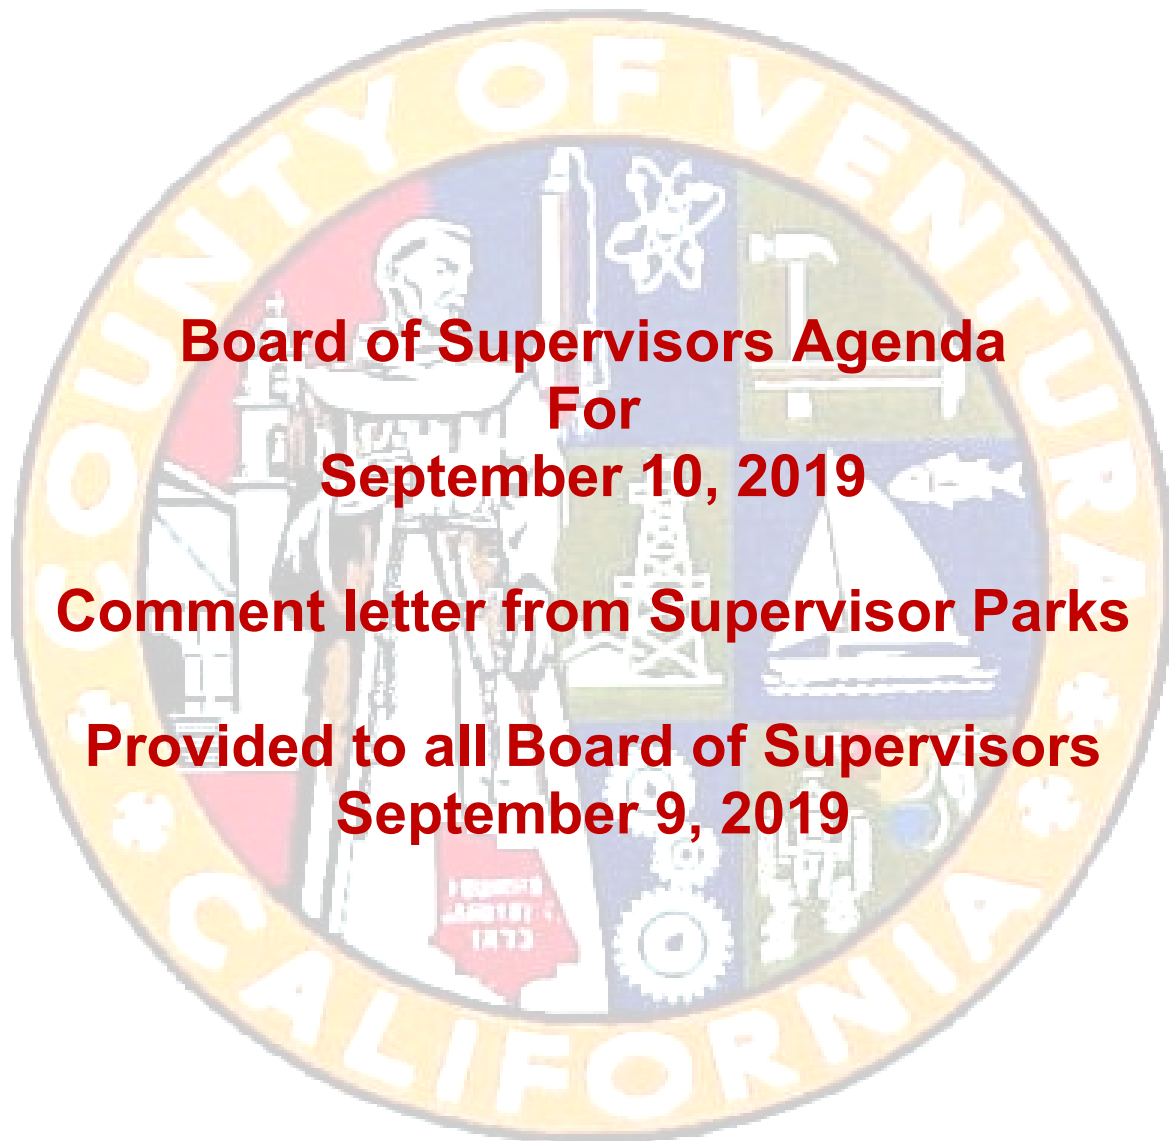 COUNTY OF VENTURA
Board of Supervisors Agenda
For
September 10, 2019
Comment letter from Supervisor Parks
Provided to all Board of Supervisors
September 9, 2019
1873
CALIFORNIA